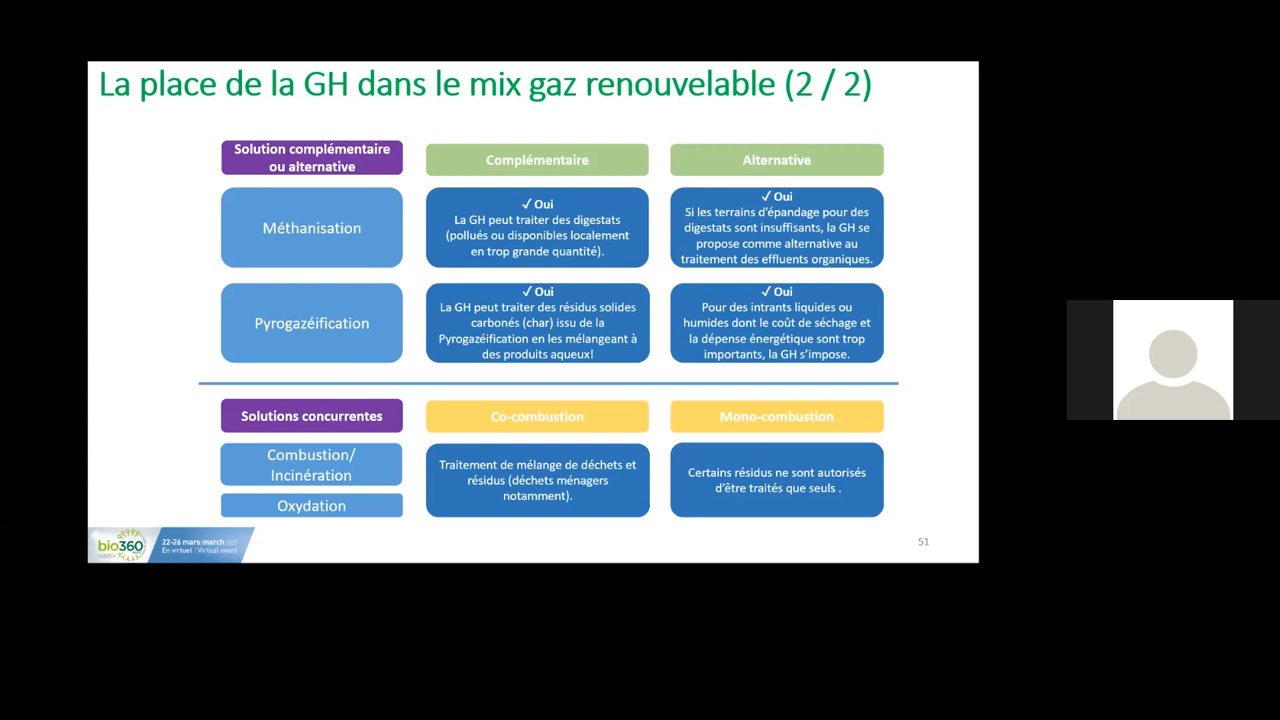 La place de la GH dans le mix gaz renouvelable (2 / 2)
Solution complémentaire
ou alternative
Complémentaire
Alternative
Méthanisation
✓ Oui
La GH peut traiter des digestats
(pollués ou disponibles localement
en trop grande quantité).
✓ Oui
Si les terrains d'épandage pour des
digestats sont insuffisants, la GH se
propose comme alternative au
traitement des effluents organiques.
Pyrogazéification
✓ Oui
La GH peut traiter des résidus solides
carbonés (char) issu de la
Pyrogazéification en les mélangeant à
des produits aqueux!
✓ Oui
Pour des intrants liquides ou
humides dont le coût de séchage et
la dépense énergétique sont trop
importants, la GH s'impose.
Solutions concurrentes
Co-combustion
Mono-combustion
Combustion/
Incinération
Oxydation
Traitement de mélange de déchets et
résidus (déchets ménagers
notamment).
Certains résidus ne sont autorisés
d'être traités que seuls .
bio360
week
22-26 mars/march 2021
En virtuel / Virtual event
51